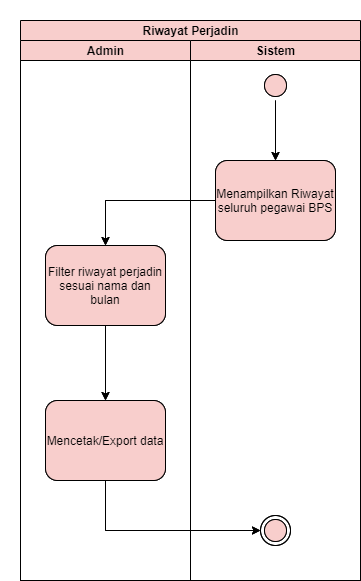 Riwayat Perjadin
Admin
Sistem
Menampilkan Riwayat
seluruh pegawai BPS
Filter riwayat perjadin
sesuai nama dan
bulan
Mencetak/Export data